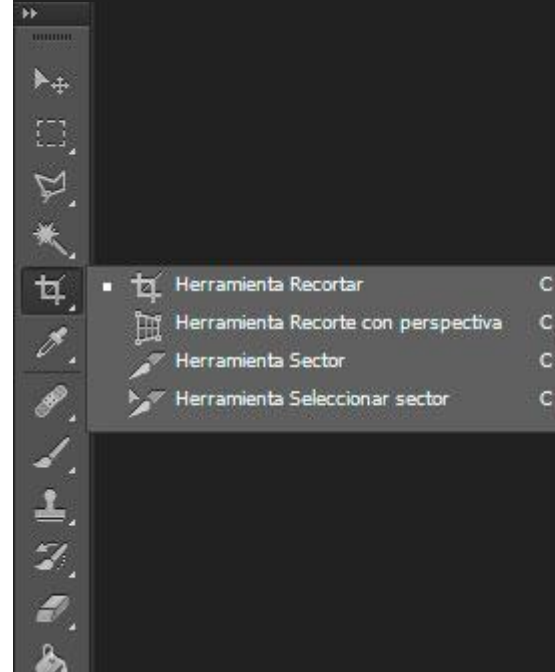 Herramienta Recortar C
Herramienta Recorte con perspectiva C
Herramienta Sector C
Herramienta Seleccionar sector C